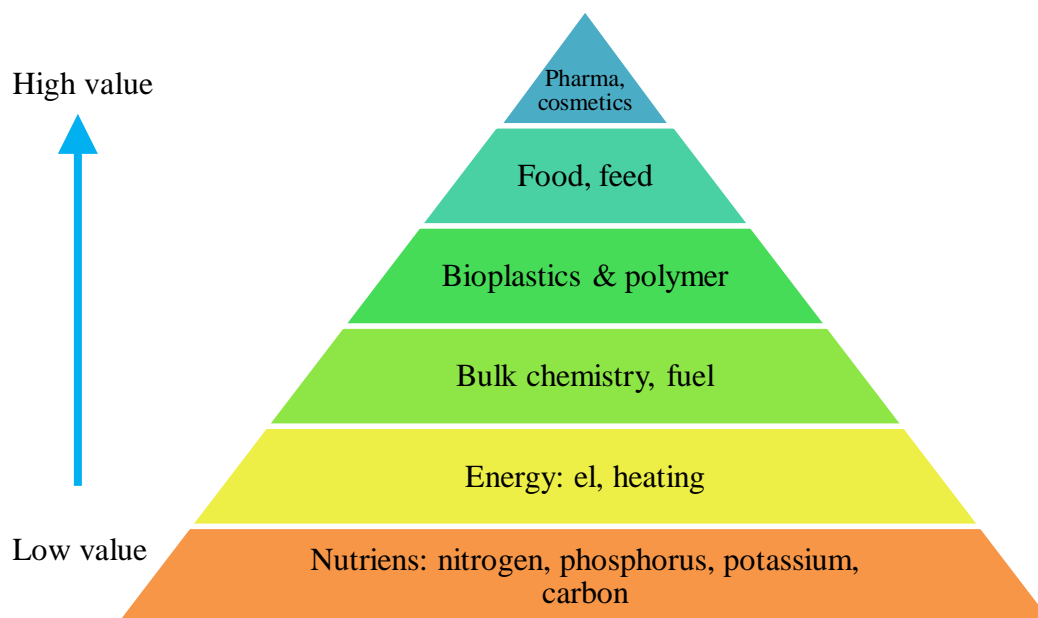 High value
Pharma,
cosmetics
Food, feed
Bioplastics & polymer
Bulk chemistry, fuel
Energy: el, heating
Low value
Nutriens: nitrogen, phosphorus, potassium,
carbon